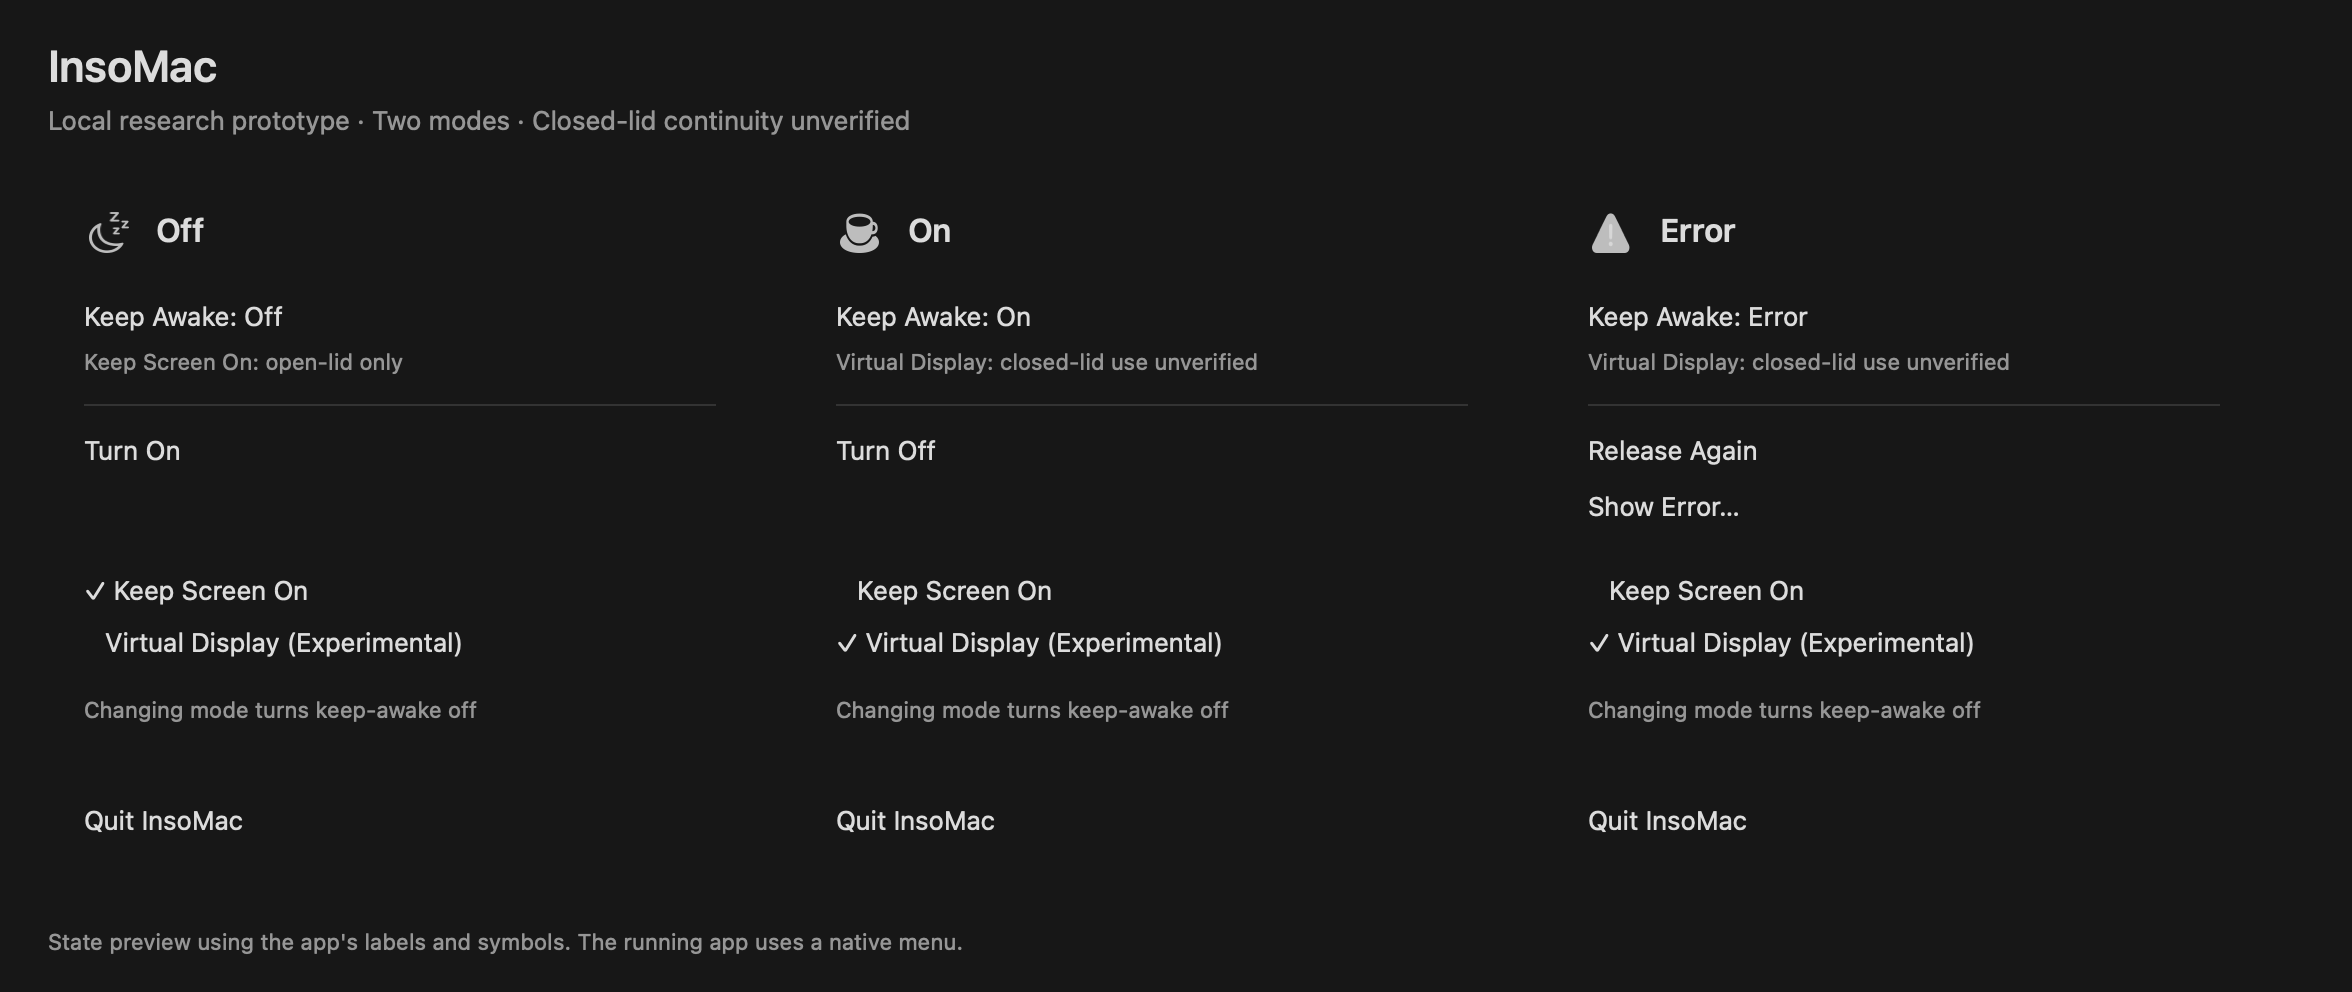 InsoMac
Local research prototype · Two modes · Closed-lid continuity unverified
Off
Keep Awake: Off
Keep Screen On: open-lid only
Turn On
✓ Keep Screen On
Virtual Display (Experimental)
Changing mode turns keep-awake off
Quit InsoMac
On
Keep Awake: On
Virtual Display: closed-lid use unverified
Turn Off
Keep Screen On
✓ Virtual Display (Experimental)
Changing mode turns keep-awake off
Quit InsoMac
Error
Keep Awake: Error
Virtual Display: closed-lid use unverified
Release Again
Show Error...
Keep Screen On
✓ Virtual Display (Experimental)
Changing mode turns keep-awake off
Quit InsoMac
State preview using the app's labels and symbols. The running app uses a native menu.